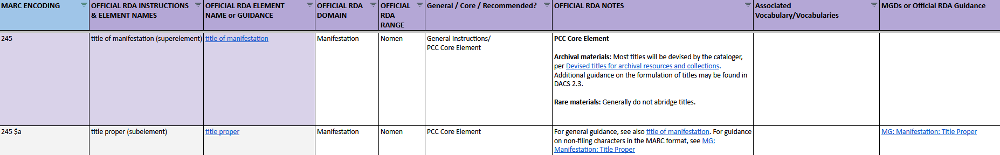 MARC ENCODING
OFFICIAL RDA INSTRUCTIONS
& ELEMENT NAMES
OFFICIAL RDA ELEMENT
NAME or GUIDANCE
OFFICIAL RDA
DOMAIN
OFFICIAL
RDA
RANGE
General / Core / Recommended?
OFFICIAL RDA NOTES
Associated
Vocabulary/Vocabularies
MGDs or Official RDA Guidance
245
title of manifestation (superelement)
title of manifestation
Manifestation
Nomen
General Instructions/
PCC Core Element
PCC Core Element
Archival materials: Most titles will be devised by the cataloger,
per Devised titles for archival resources and collections.
Additional guidance on the formulation of titles may be found in
DACS 2.3.
Rare materials: Generally do not abridge titles.
245 $a
title proper (subelement)
title proper
Manifestation
Nomen
PCC Core Element
For general guidance, see also title of manifestation. For guidance
on non-filing characters in the MARC format, see MG:
Manifestation: Title Proper
MG: Manifestation: Title Proper